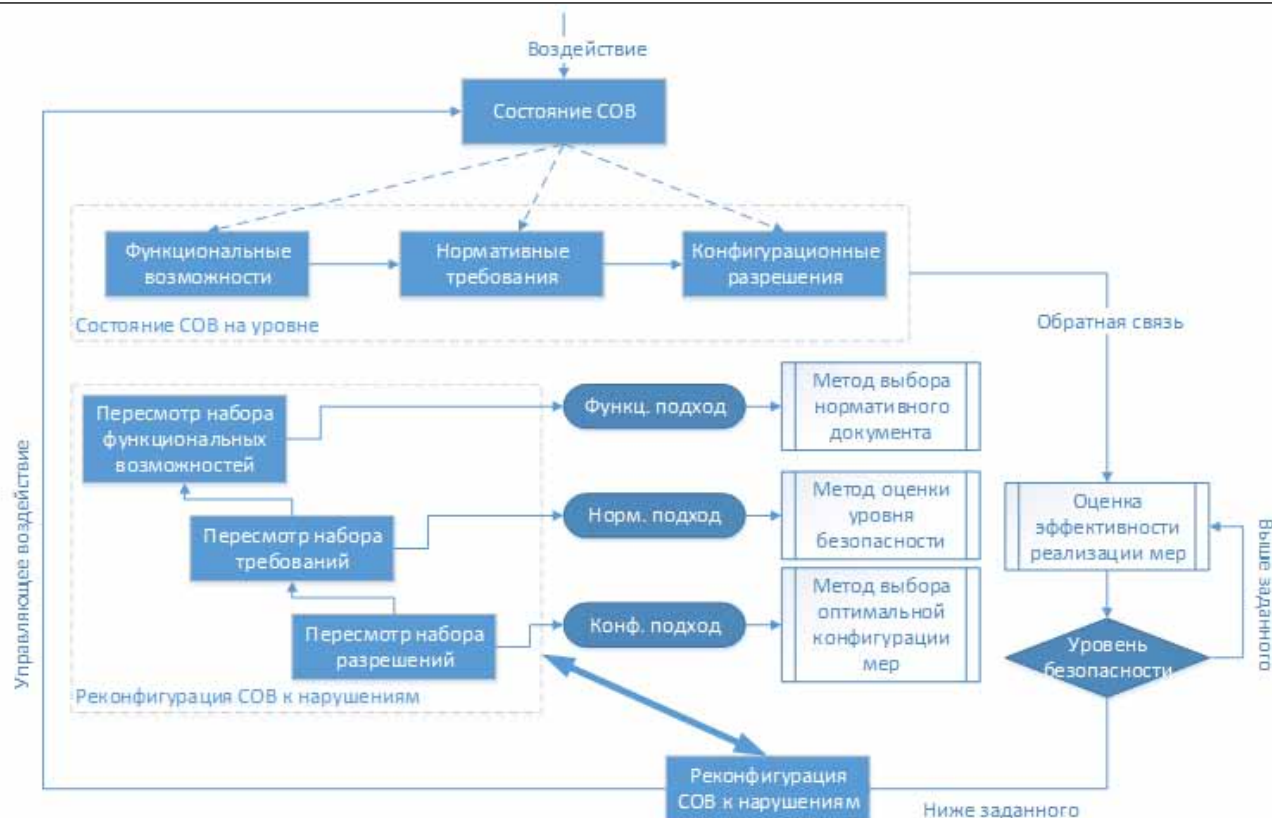 Воздействие
Состояние СОВ
Функциональные
возможности
Нормативные
требования
Конфигурационные
разрешения
Состояние СОВ на уровне
Обратная связь
Пересмотр набора
функциональных
возможностей
Функц. подход
Метод выбора
нормативного
документа
Пересмотр набора
требований
Норм. подход
Метод оценки
уровня
безопасности
Оценка
эффективности
реализации мер
Выше заданного
Управляющее воздействие
Пересмотр набора
разрешений
Конф. подход
Метод выбора
оптимальной
конфигурации
мер
Уровень
безопасности
Реконфигурация СОВ к нарушениям
Реконфигурация
СОВ к нарушениям
Ниже заданного